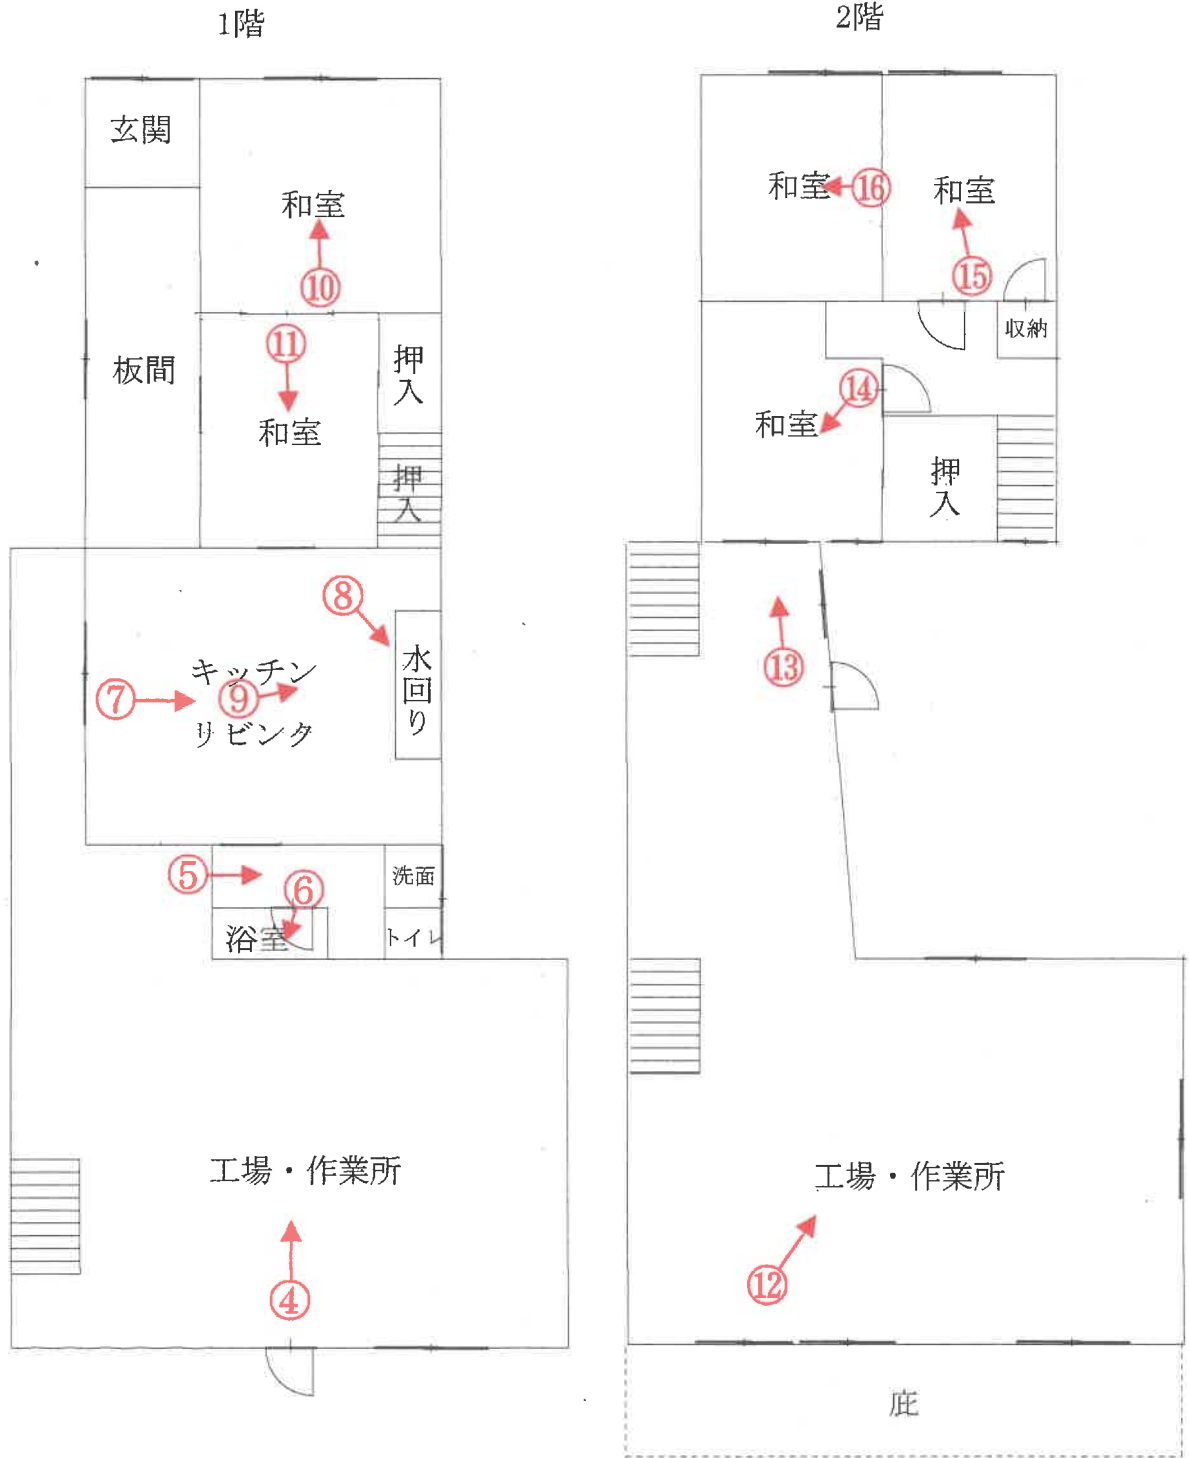 1階
玄関
和室
⑩
板間
⑪
和室
押入
押入
⑧
キッチン
⑦
⑨
リビンク
水回り
⑤
洗面
⑥
浴室
トイレ
工場・作業所
④
2階
和室
⑯
和室
⑮
収納
⑭
和室
押入
⑬
工場・作業所
⑫
庇